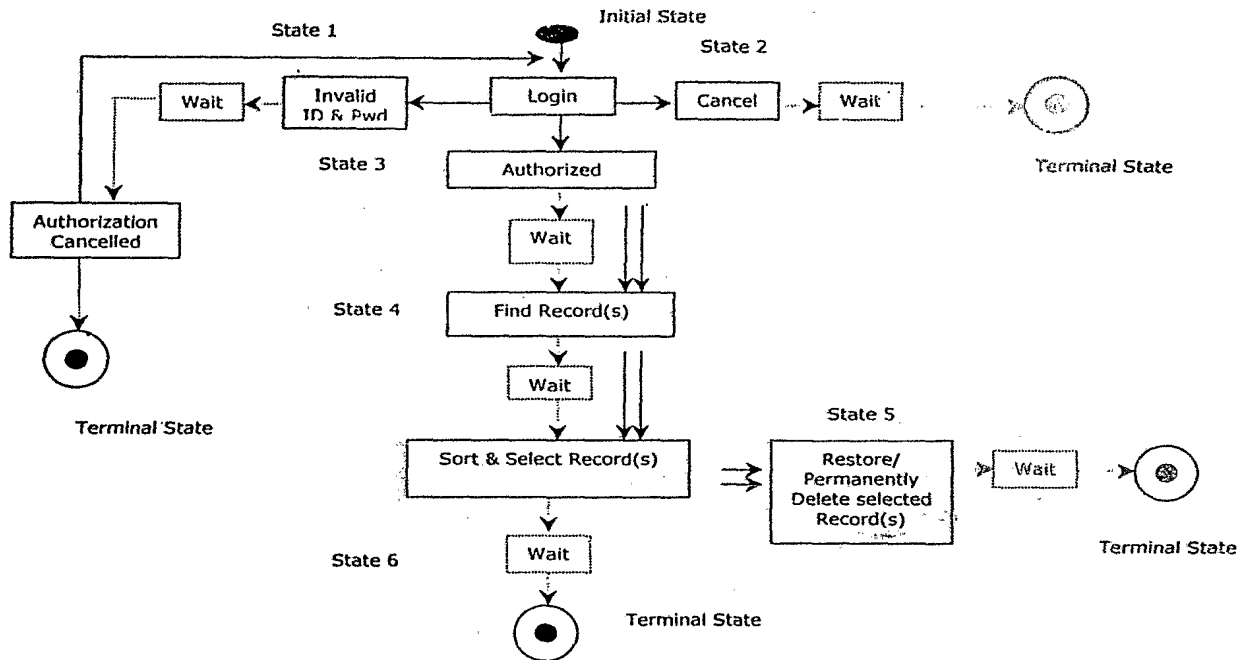 Initial State
State 1
State 2
Wait
Invalid
ID & Pwd
Login
Cancel
Wait
State 3
Authorized
Terminal State
Authorization
Cancelled
Wait
State 4
Find Record(s)
Wait
Terminal State
State 5
Sort & Select Record(s)
Restore/
Permanently
Delete selected
Record(s)
Wait
State 6
Wait
Terminal State
Terminal State